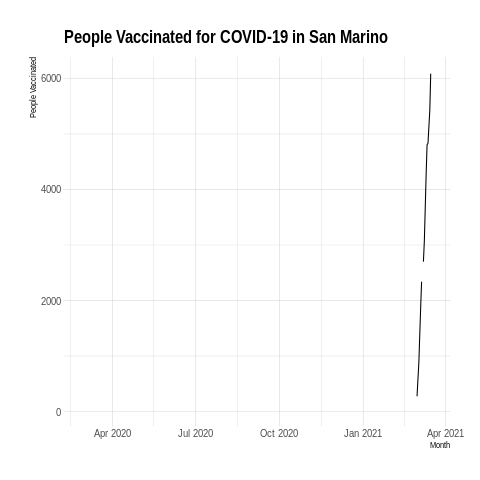 People Vaccinated for COVID-19 in San Marino
People Vaccinated
6000
4000
2000
0
Apr 2020 Jul 2020 Oct 2020 Jan 2021 Apr 2021
Month